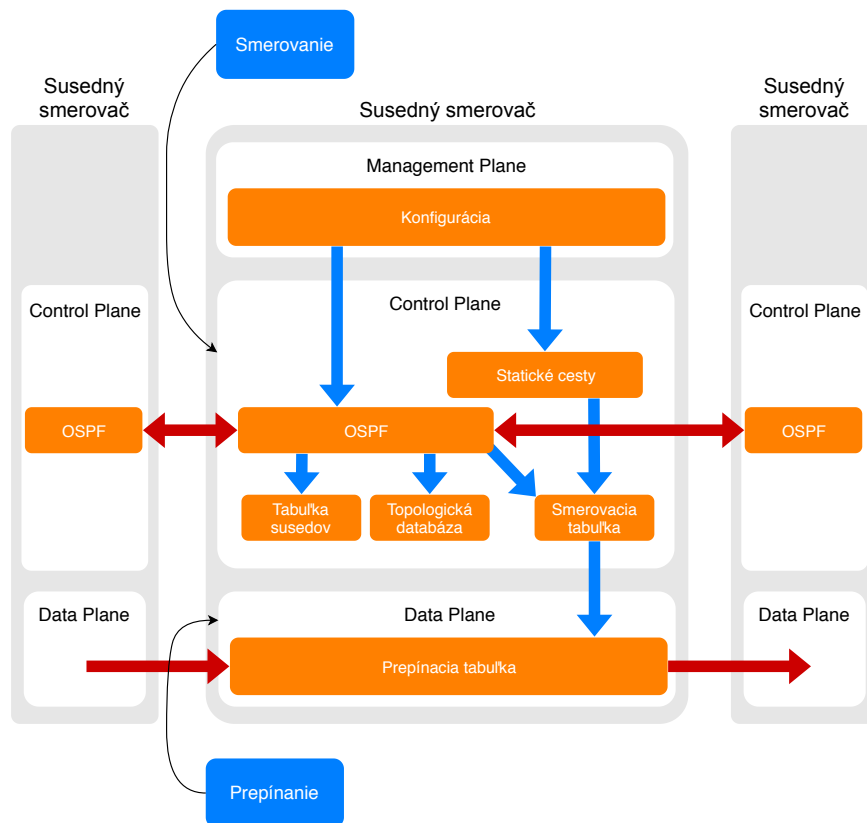 Smerovanie
Susedný
smerovač
Susedný smerovač
Susedný
smerovač
Management Plane
Konfigurácia
Control Plane
Control Plane
Control Plane
Statické cesty
OSPF
OSPF
OSPF
Tabuľka
susedov
Topologická
databáza
Smerovacia
tabuľka
Data Plane
Data Plane
Data Plane
Prepínacia tabuľka
Prepínanie